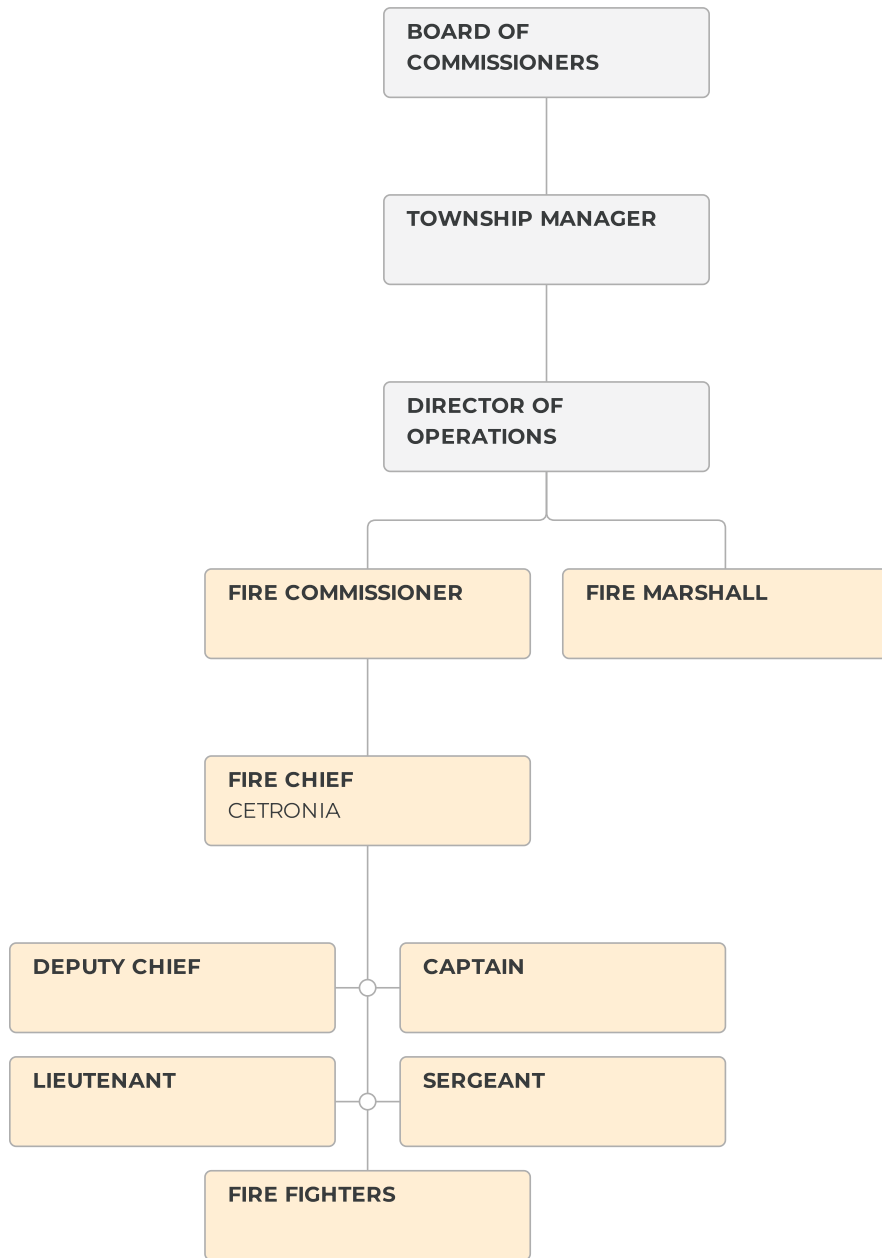 BOARD OF
COMMISSIONERS
TOWNSHIP MANAGER
DIRECTOR OF
OPERATIONS
FIRE COMMISSIONER
FIRE MARSHALL
FIRE CHIEF
CETRONIA
DEPUTY CHIEF
CAPTAIN
LIEUTENANT
SERGEANT
FIRE FIGHTERS